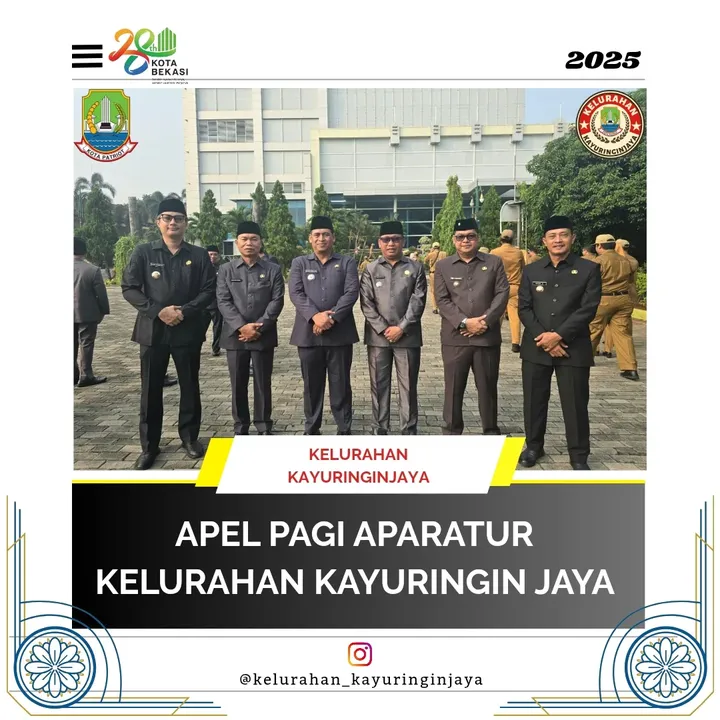 28th
KOTA
BEKASI
2025
KOTA PATRIOT
KELURAHAN
KAYURINGINJAYA
KELURAHAN
KAYURINGINJAYA
APEL PAGI APARATUR
KELURAHAN KAYURINGIN JAYA
@kelurahan_kayuringinjaya